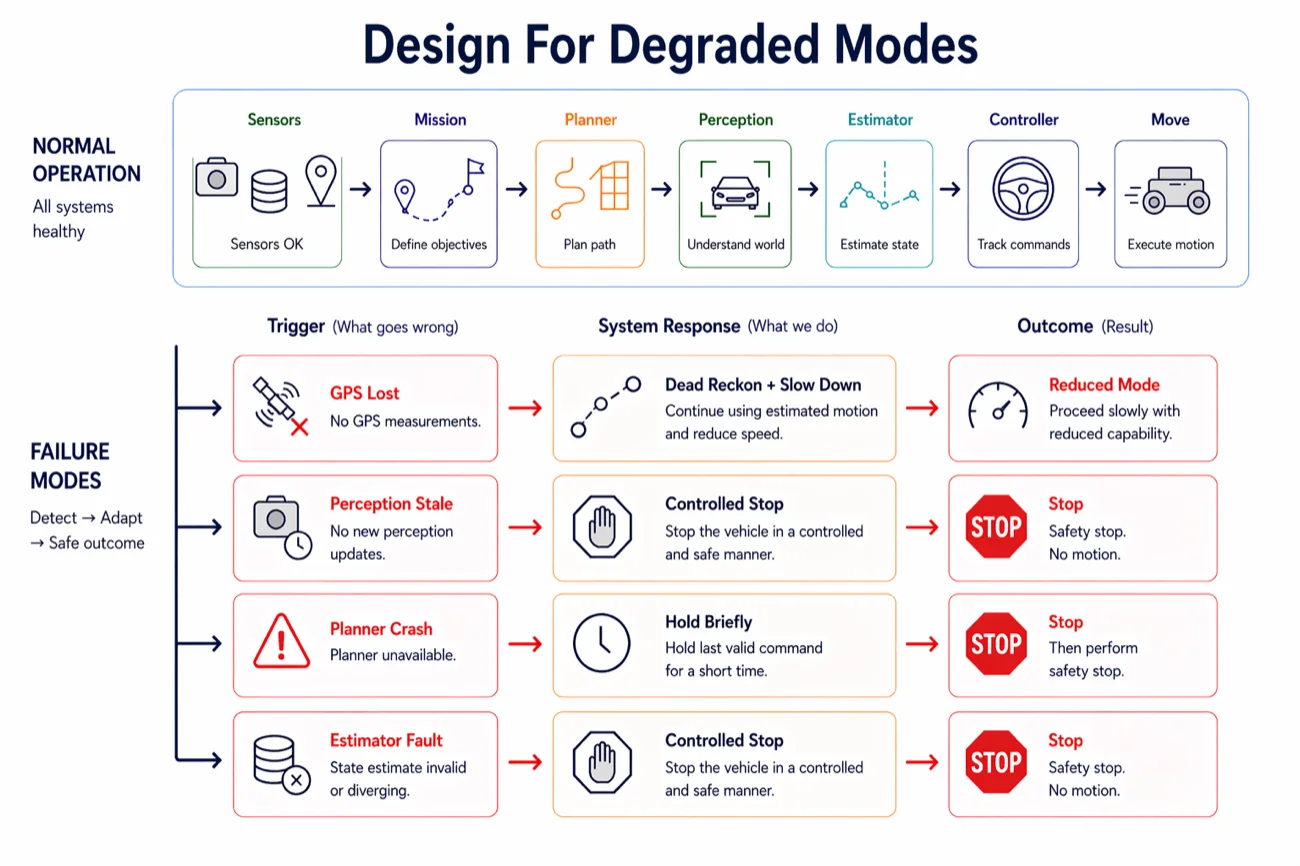 Design For Degraded Modes
NORMAL
OPERATION
All systems
healthy
Sensors
Sensors OK
Mission
Define objectives
Planner
Plan path
Perception
Understand world
Estimator
Estimate state
Controller
Track commands
Move
Execute motion
Trigger (What goes wrong)
System Response (What we do)
Outcome (Result)
FAILURE
MODES
Detect → Adapt
→ Safe outcome
GPS Lost
No GPS measurements.
Dead Reckon + Slow Down
Continue using estimated motion
and reduce speed.
Reduced Mode
Proceed slowly with
reduced capability.
Perception Stale
No new perception
updates.
Controlled Stop
Stop the vehicle in a controlled
and safe manner.
STOP
Stop
Safety stop.
No motion.
Planner Crash
Planner unavailable.
Hold Briefly
Hold last valid command
for a short time.
STOP
Stop
Then perform
safety stop.
Estimator Fault
State estimate invalid
or diverging.
Controlled Stop
Stop the vehicle in a controlled
and safe manner.
STOP
Stop
Safety stop.
No motion.